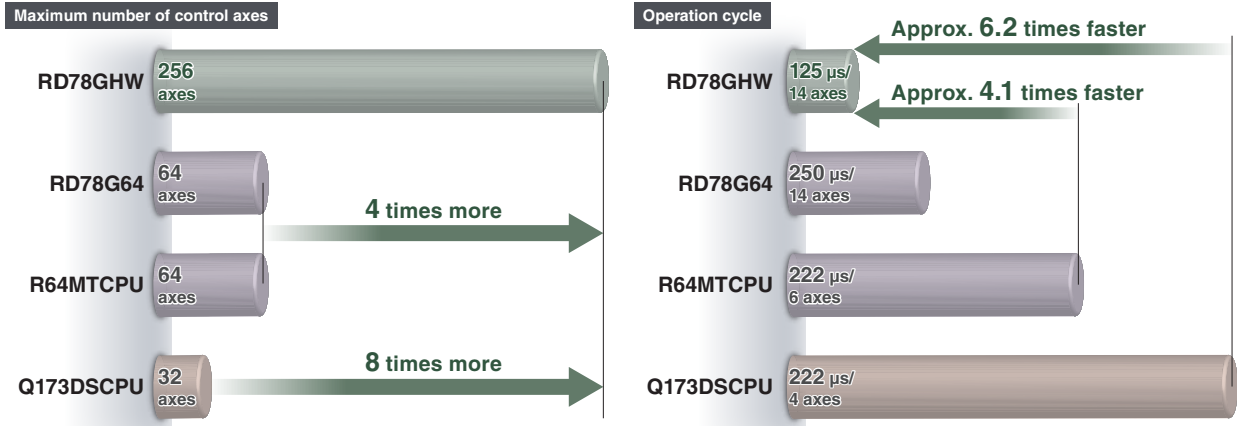 Maximum number of control axes
RD78GHW
256
axes
RD78G64
64
axes
4 times more
R64MTCPU
64
axes
Q173DSCPU
32
axes
8 times more
Operation cycle
Approx. 6.2 times faster
RD78GHW
125 µs/
14 axes
Approx. 4.1 times faster
RD78G64
250 µs/
14 axes
R64MTCPU
222 µs/
6 axes
Q173DSCPU
222 µs/
4 axes